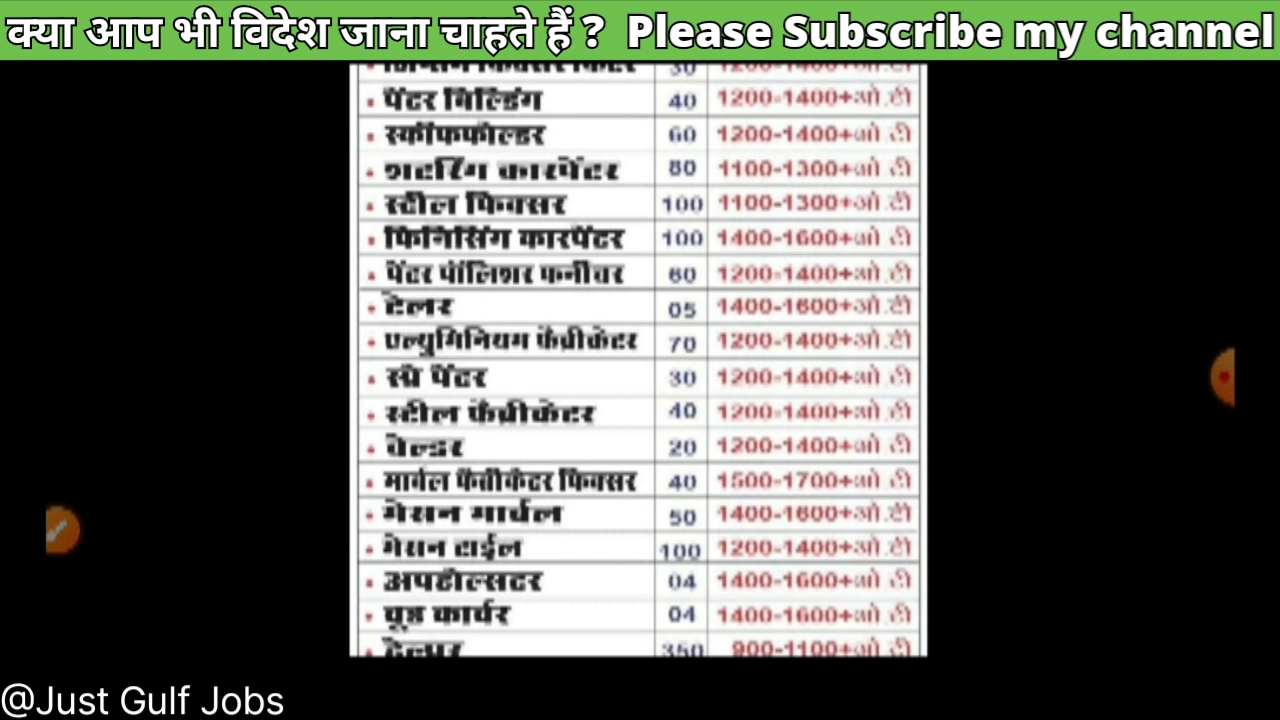 क्या आप भी विदेश जाना चाहते हैं ? Please Subscribe my channel
30 1200-1400+ओ.टी
पेंटर बिल्डिंग 40 1200-1400+ओ.टी
स्कॉफफोल्डर 60 1200-1400+ओ.टी
शटरिंग कारपेंटर 80 1100-1300+ओ.टी
स्टील फिक्सर 100 1100-1300+ओ.टी
फिनिसिंग कारपेंटर 100 1400-1600+ओ.टी
पेंटर पॉलिशर फर्नीचर 60 1200-1400+ओ.टी
टेलर 05 1400-1600+ओ.टी
एल्युमिनियम फेब्रीकेटर 70 1200-1400+ओ.टी
स्प्रे पेंटर 30 1200-1400+ओ.टी
स्टील फेब्रीकेटर 40 1200-1400+ओ.टी
वेल्डर 20 1200-1400+ओ.टी
मार्बल फेब्रीकेटर फिक्सर 40 1500-1700+ओ.टी
मेसन मार्बल 50 1400-1600+ओ.टी
मेसन टाईल 100 1200-1400+ओ.टी
अपहोल्सटर 04 1400-1600+ओ.टी
वूड कार्वर 04 1400-1600+ओ.टी
हेल्पर 350 900-1100+ओ.टी
@Just Gulf Jobs